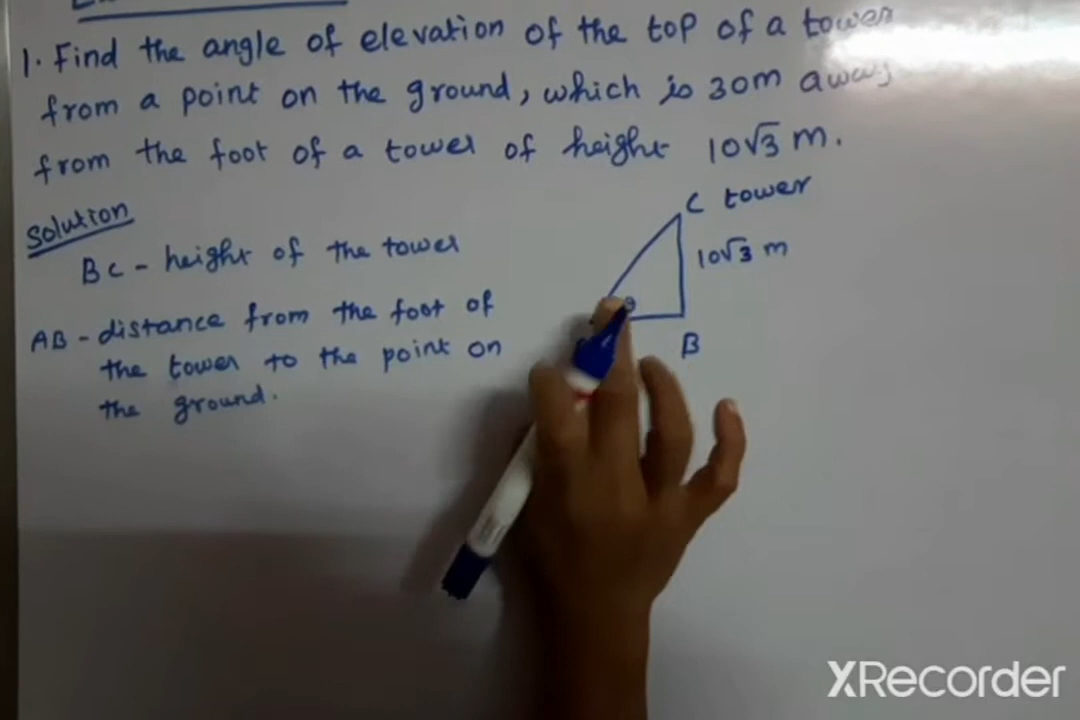 1. Find the angle of elevation of the top of a tower
from a point on the ground, which is 30m away
from the foot of a tower of height 10√3 m.
Solution
C tower
BC - height of the tower
10√3 m
AB - distance from the foot of
the tower to the point on
the ground.
θ
B
XRecorder